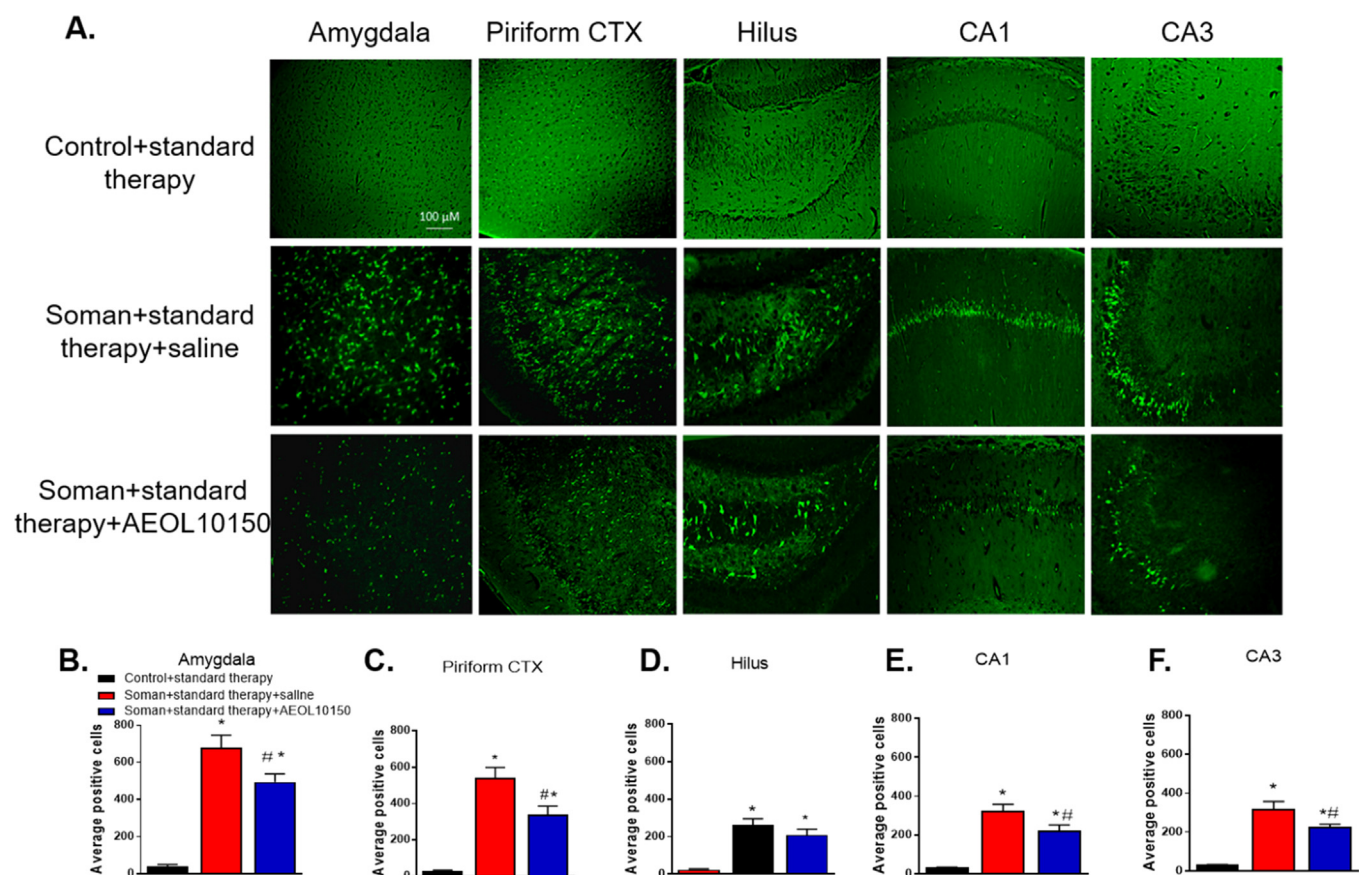 A.
Amygdala Piriform CTX Hilus CA1 CA3
Control+standard
therapy
100 µM
Soman+standard
therapy+saline
Soman+standard
therapy+AEOL10150
B. Amygdala
Control+standard therapy
Soman+standard therapy+saline
Soman+standard therapy+AEOL10150
Average positive cells
800
600
400
200
0
*
# *
C. Piriform CTX
Average positive cells
800
600
400
200
0
*
#*
D. Hilus
Average positive cells
800
600
400
200
0
*
*
E. CA1
Average positive cells
800
600
400
200
0
*
*#
F. CA3
Average positive cells
800
600
400
200
0
*
*#